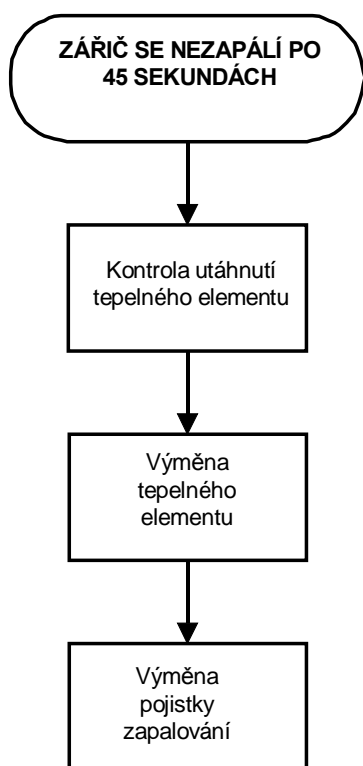 ZÁŘIČ SE NEZAPÁLÍ PO
45 SEKUNDÁCH
Kontrola utáhnutí
tepelného elementu
Výměna
tepelného
elementu
Výměna
pojistky
zapalování